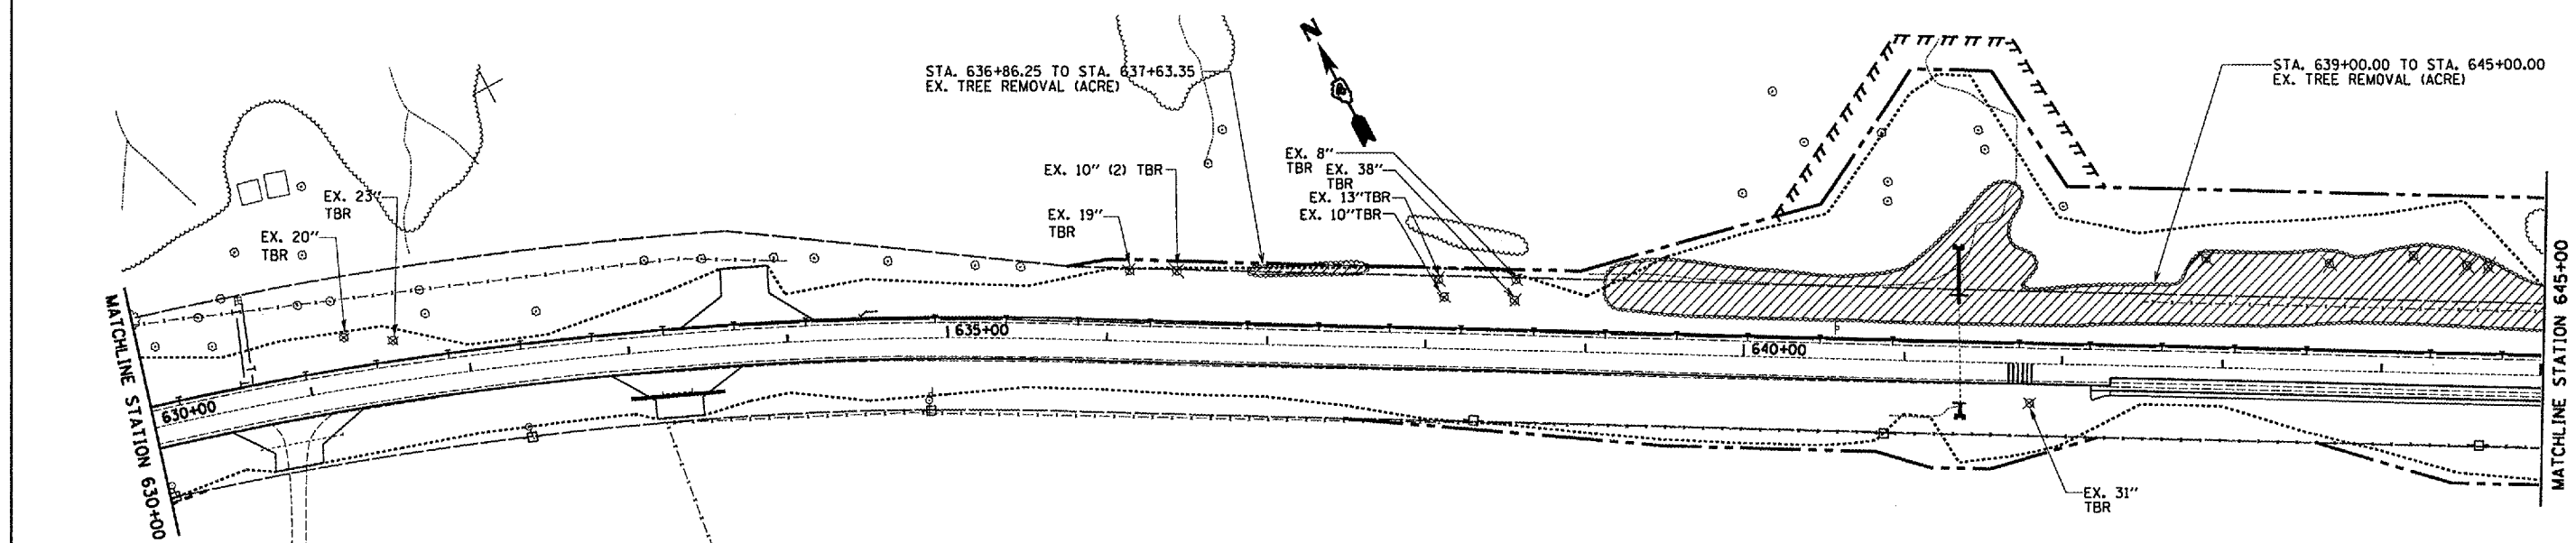 N
STA. 636+86.25 TO STA. 637+63.35
EX. TREE REMOVAL (ACRE)
STA. 639+00.00 TO STA. 645+00.00
EX. TREE REMOVAL (ACRE)
EX. 8"
TBR
EX. 38"
TBR
EX. 13"TBR
EX. 10"TBR
EX. 10" (2) TBR
EX. 19"
TBR
EX. 23"
TBR
EX. 20"
TBR
MATCHLINE STATION 630+00
630+00
635+00
640+00
EX. 31"
TBR
MATCHLINE STATION 645+00